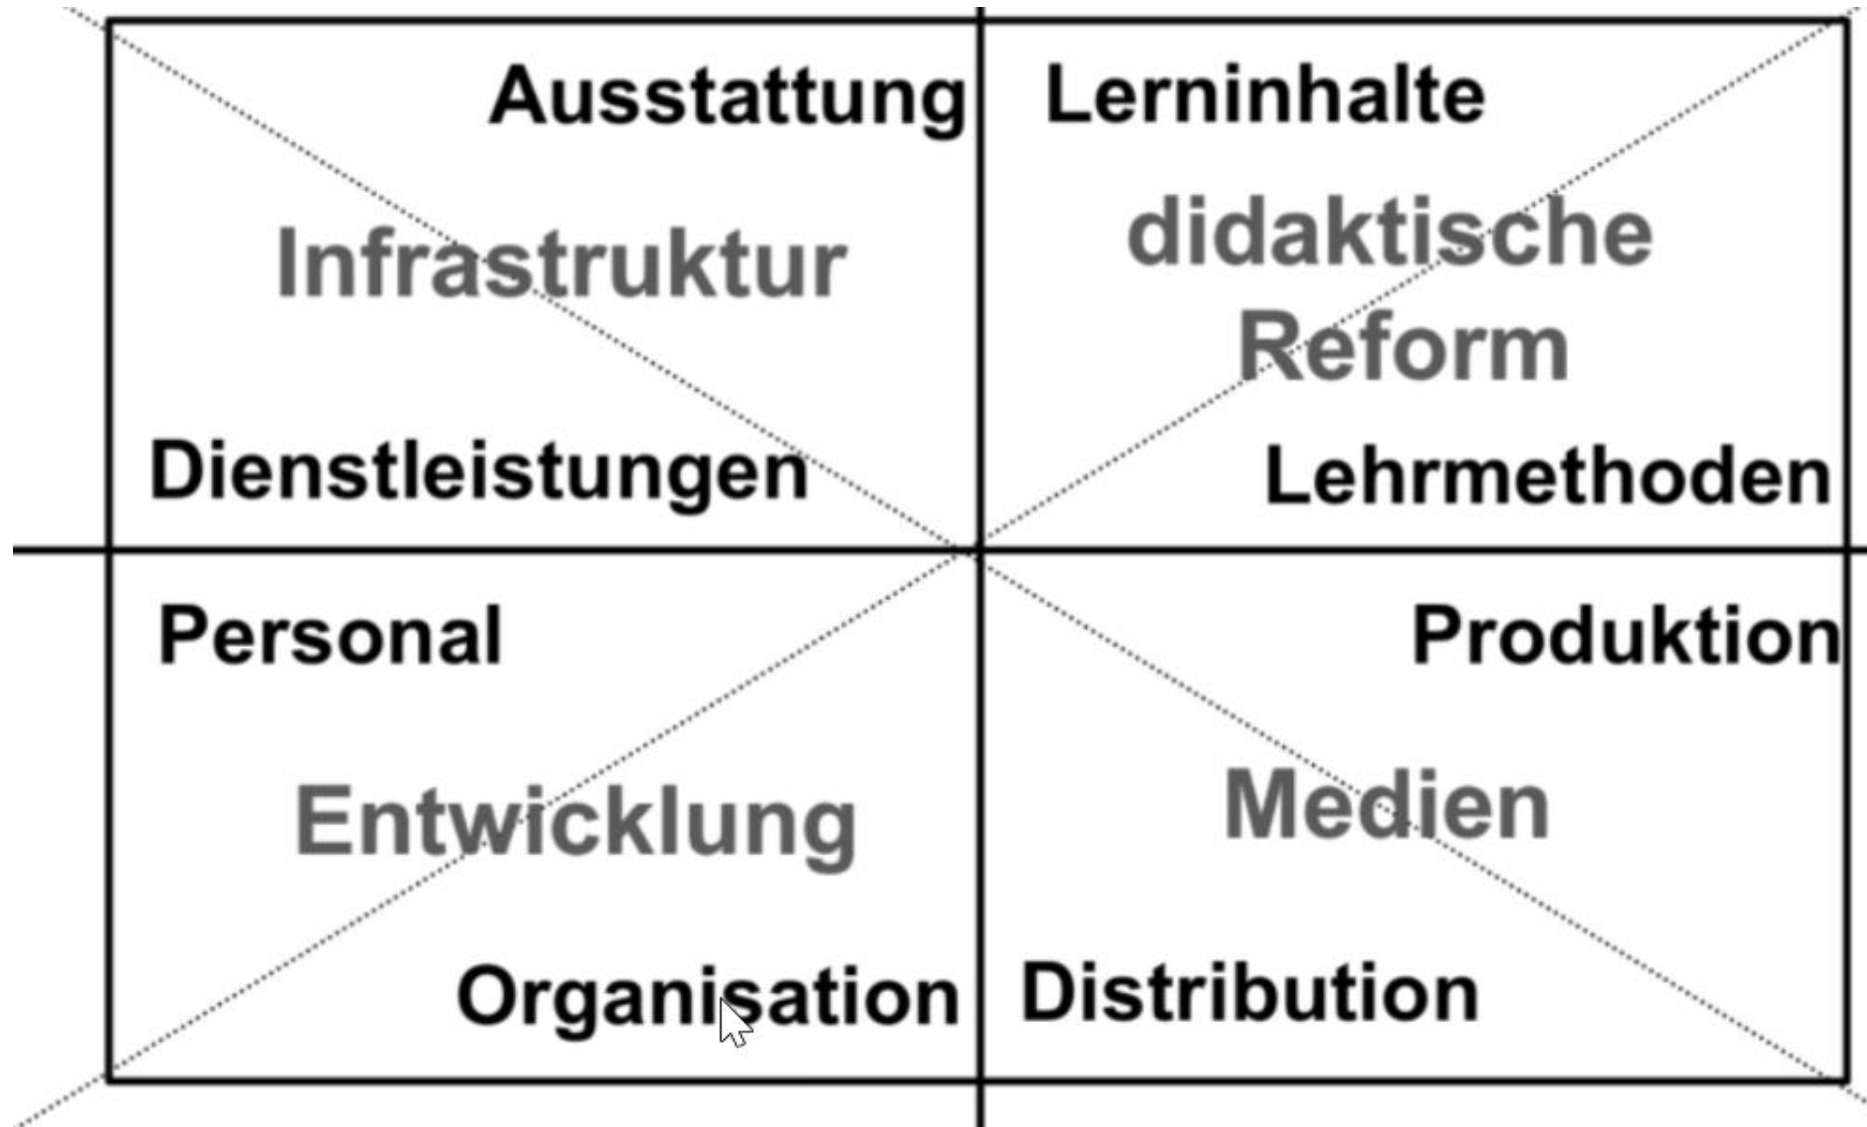 Ausstattung
Infrastruktur
Dienstleistungen
Lerninhalte
didaktische
Reform
Lehrmethoden
Personal
Entwicklung
Organisation
Produktion
Medien
Distribution